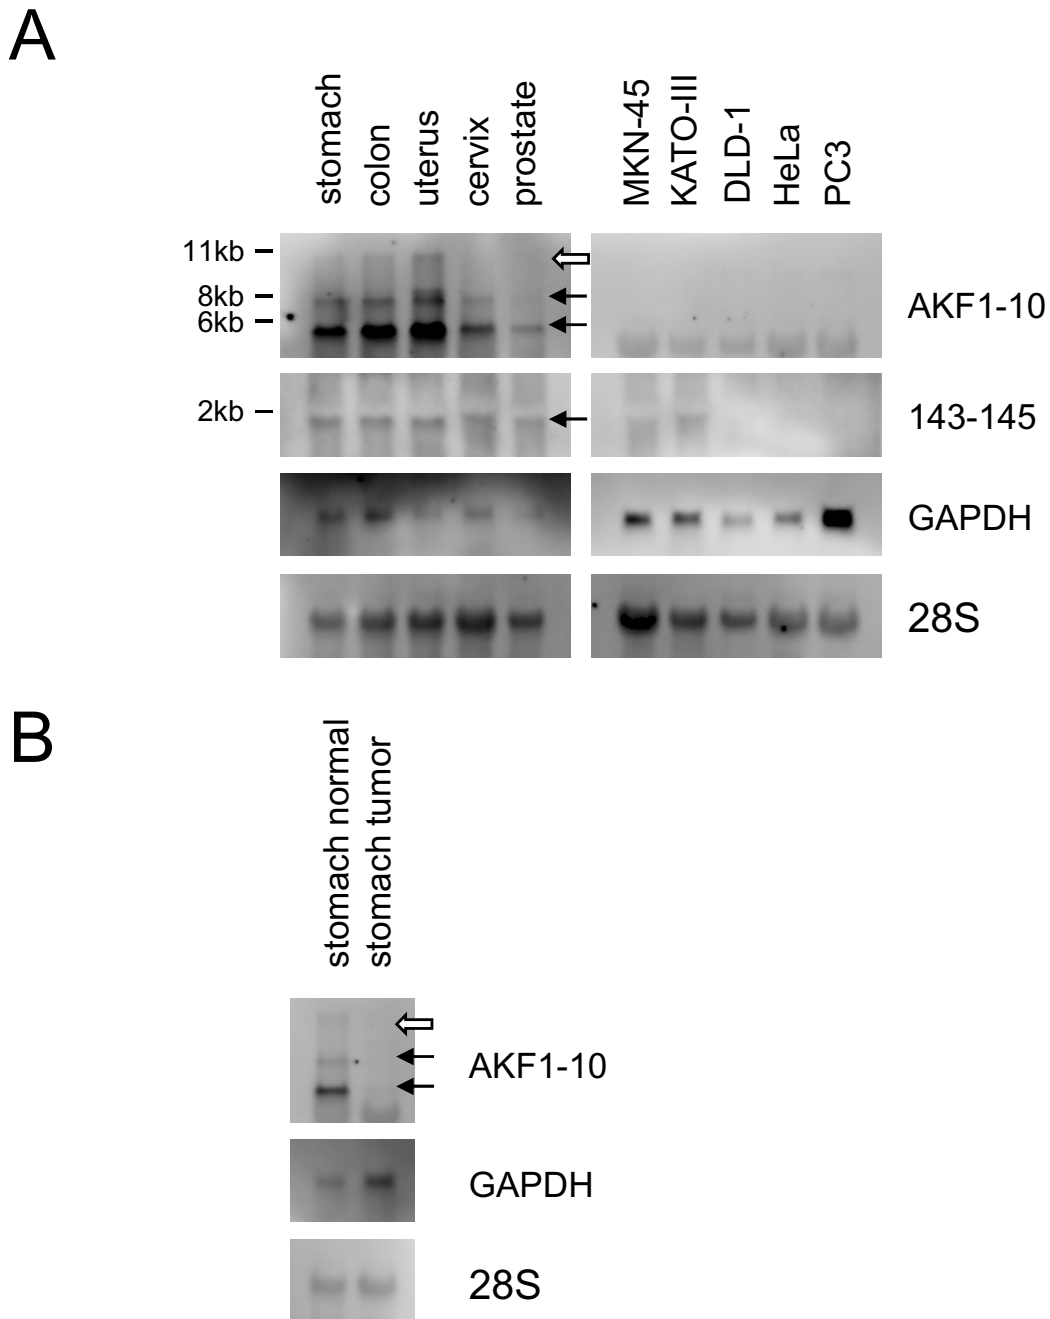 A
stomach
colon
uterus
cervix
prostate
MKN-45
KATO-III
DLD-1
HeLa
PC3
11kb
8kb
6kb
AKF1-10
2kb
143-145
GAPDH
28S
B
stomach normal
stomach tumor
AKF1-10
GAPDH
28S